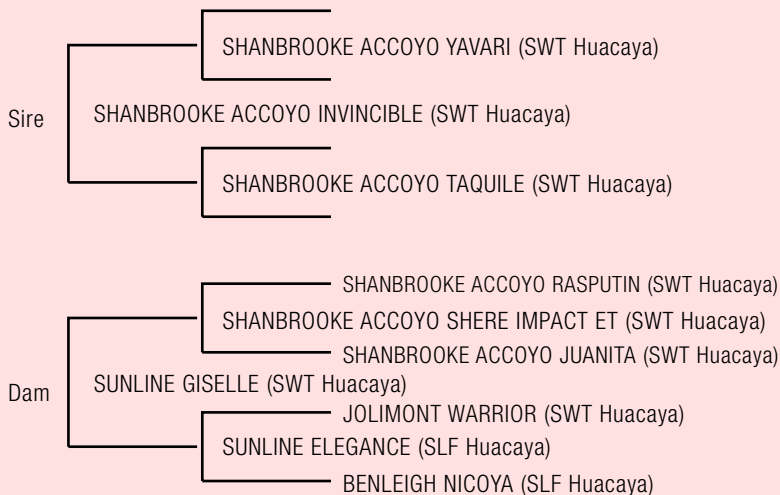 SHANBROOKE ACCOYO YAVARI (SWT Huacaya)
Sire
SHANBROOKE ACCOYO INVINCIBLE (SWT Huacaya)
SHANBROOKE ACCOYO TAQUILE (SWT Huacaya)
SHANBROOKE ACCOYO RASPUTIN (SWT Huacaya)
SHANBROOKE ACCOYO SHERE IMPACT ET (SWT Huacaya)
SHANBROOKE ACCOYO JUANITA (SWT Huacaya)
Dam
SUNLINE GISELLE (SWT Huacaya)
JOLIMONT WARRIOR (SWT Huacaya)
SUNLINE ELEGANCE (SLF Huacaya)
BENLEIGH NICOYA (SLF Huacaya)